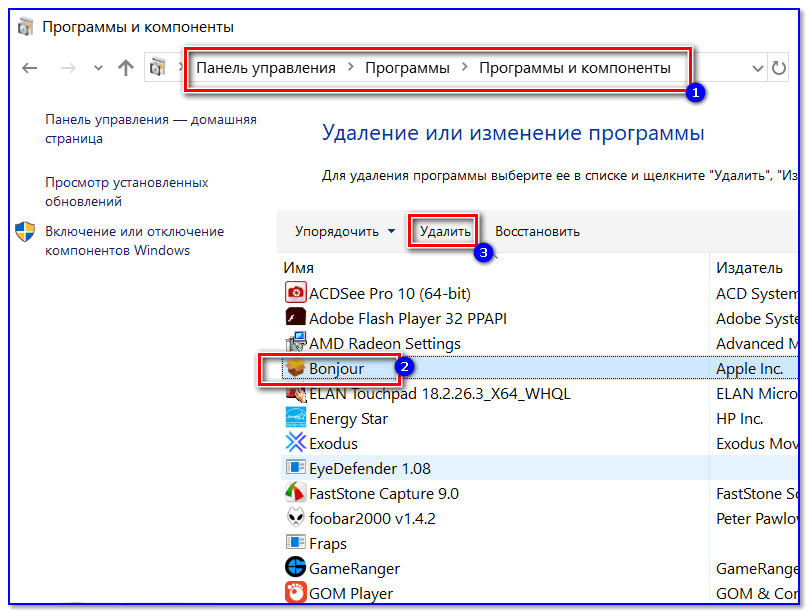 Программы и компоненты
Панель управления > Программы > Программы и компоненты
1
Панель управления — домашняя
страница
Просмотр установленных
обновлений
Включение или отключение
компонентов Windows
Удаление или изменение программы
Для удаления программы выберите ее в списке и щелкните "Удалить", "Из
Упорядочить Удалить Восстановить
3
Имя Издатель
ACDSee Pro 10 (64-bit) ACD System
Adobe Flash Player 32 PPAPI Adobe Syste
AMD Radeon Settings Advanced M
Bonjour 2 Apple Inc.
ELAN Touchpad 18.2.26.3_X64_WHQL ELAN Micro
Energy Star HP Inc.
Exodus Exodus Mov
EyeDefender 1.08
FastStone Capture 9.0 FastStone So
foobar2000 v1.4.2 Peter Pawlow
Fraps
GameRanger GameRange
GOM Player GOM & Con